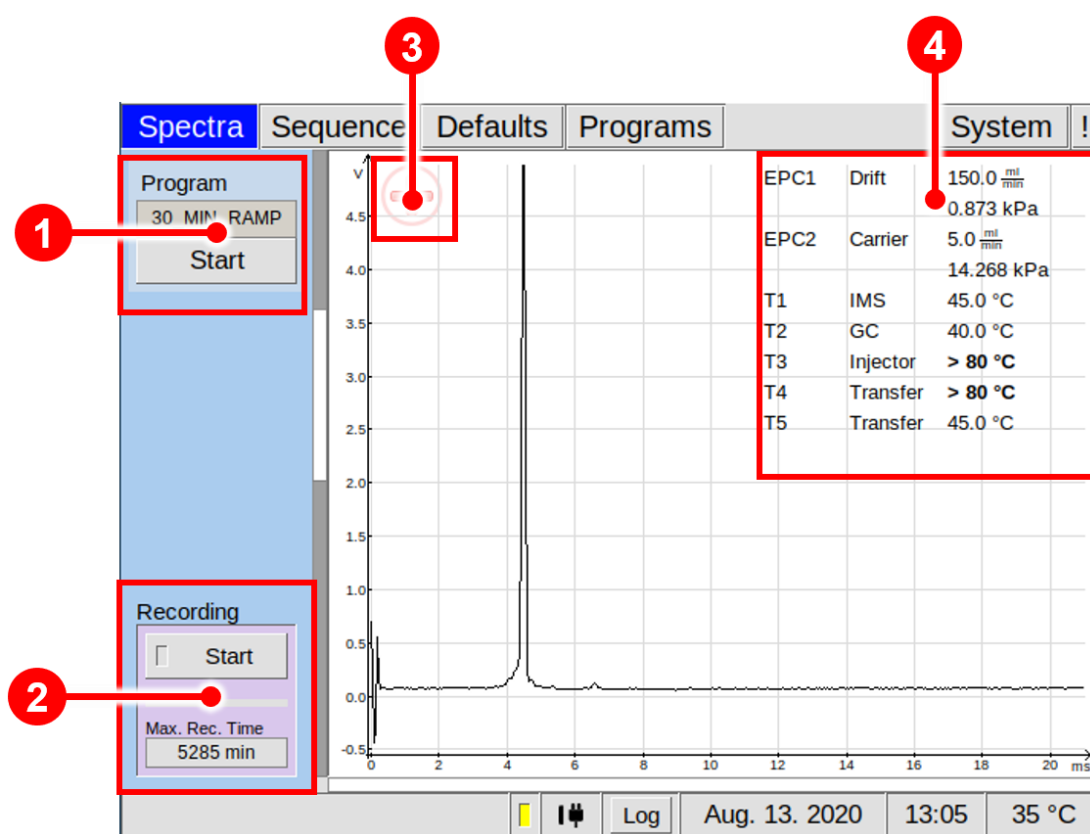 3
4
Spectra Sequence Defaults Programs System !
Program
30 MIN RAMP
Start
1
V
4.5
4.0
3.5
3.0
2.5
2.0
1.5
1.0
0.5
0.0
-0.5
0 2 4 6 8 10 12 14 16 18 20 ms
EPC1 Drift 150.0 ml/min
0.873 kPa
EPC2 Carrier 5.0 ml/min
14.268 kPa
T1 IMS 45.0 °C
T2 GC 40.0 °C
T3 Injector > 80 °C
T4 Transfer > 80 °C
T5 Transfer 45.0 °C
Recording
Start
2
Max. Rec. Time
5285 min
Log Aug. 13. 2020 13:05 35 °C